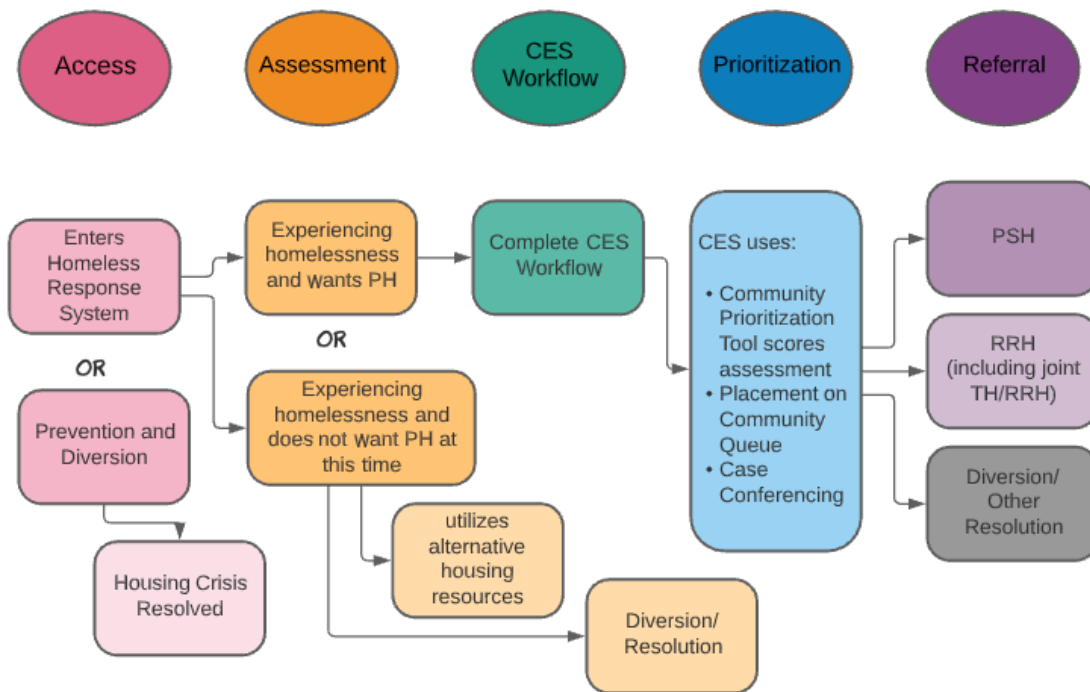 Access
Assessment
CES
Workflow
Prioritization
Referral
Enters
Homeless
Response
System
OR
Prevention and
Diversion
Housing Crisis
Resolved
Experiencing
homelessness
and wants PH
OR
Experiencing
homelessness and
does not want PH at
this time
utilizes
alternative
housing
resources
Diversion/
Resolution
Complete CES
Workflow
CES uses:
• Community
Prioritization
Tool scores
assessment
• Placement on
Community
Queue
• Case
Conferencing
PSH
RRH
(including joint
TH/RRH)
Diversion/
Other
Resolution